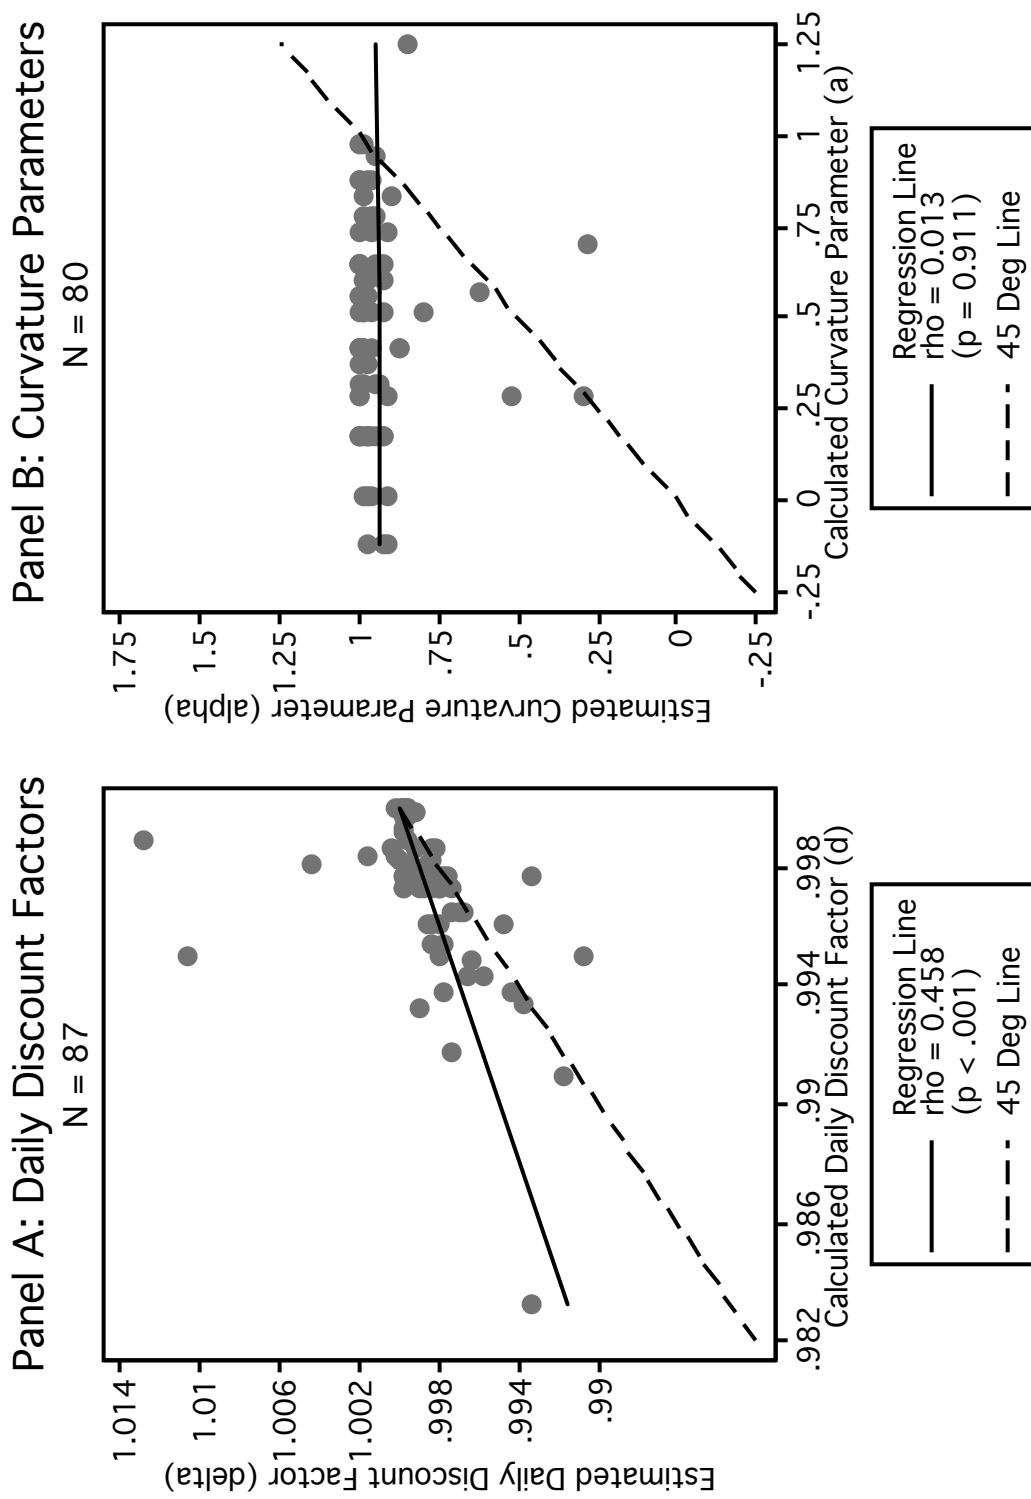 Panel A: Daily Discount Factors
N = 87
Estimated Daily Discount Factor (delta)
1.014
1.01
1.006
1.002
.998
.994
.99
.982
.986
.99
.994
.998
Calculated Daily Discount Factor (d)
Regression Line
rho = 0.458
(p < .001)
45 Deg Line
Panel B: Curvature Parameters
N = 80
Estimated Curvature Parameter (alpha)
1.75
1.5
1.25
1
.75
.5
.25
0
-.25
-.25
0
.25
.5
.75
1
1.25
Calculated Curvature Parameter (a)
Regression Line
rho = 0.013
(p = 0.911)
45 Deg Line